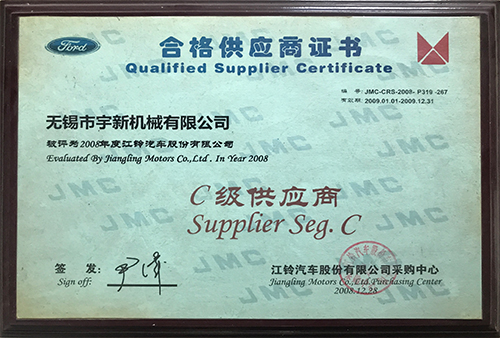 Ford
合格供应商证书
Qualified Supplier Certificate
编 号: JMC-CRS-2008- P319 -267
有效期: 2009.01.01-2009.12.31
无锡市宇新机械有限公司
被评为2008年度江铃汽车股份有限公司
Evaluated By Jiangling Motors Co.,Ltd . In Year 2008
C 级供应商
Supplier Seg. C
签 发:
Sign off:
江铃汽车股份有限公司采购中心
Jiangling Motors Co.,Ltd.Purchasing Center
2008.12.28